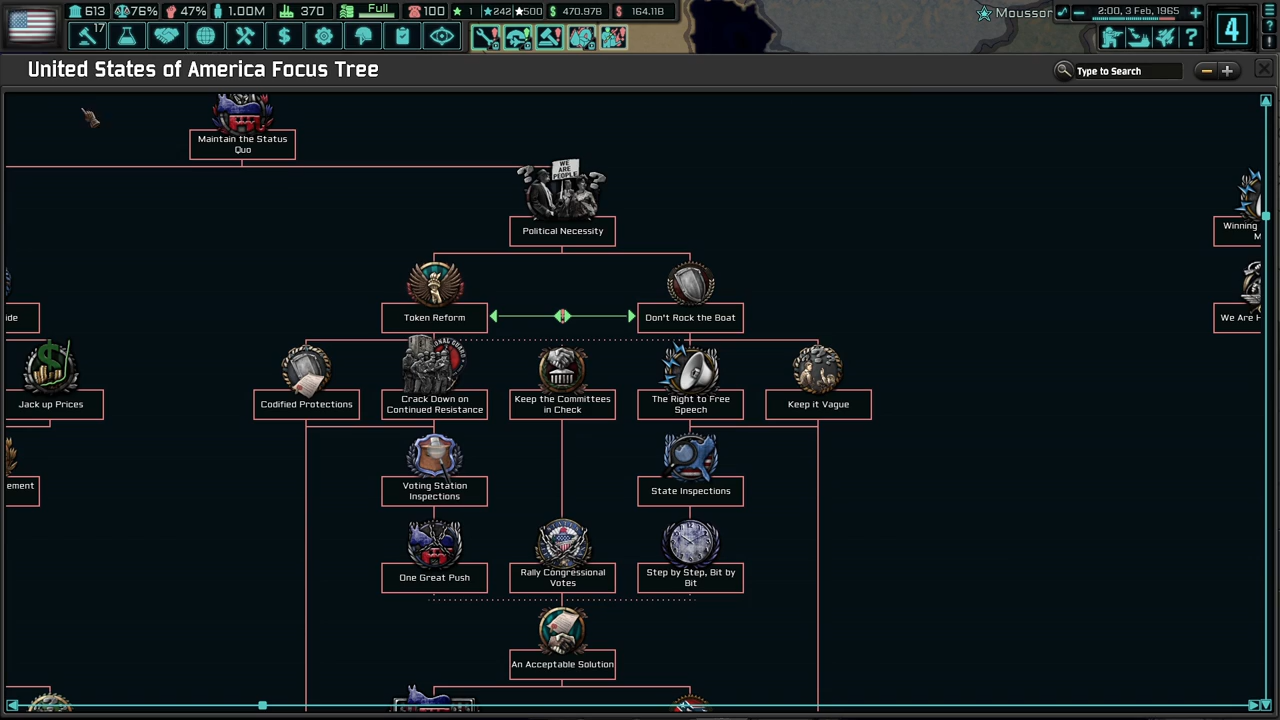 613
76%
47%
1.00M
370
Full
100
1
242
500
470.97B
164.11B
Moussor
2:00, 3 Feb, 1965
4
17
United States of America Focus Tree
Type to Search
Maintain the Status
Quo
WE
ARE
PEOPLE
Political Necessity
Winning
M
ide
Token Reform
Don't Rock the Boat
We Are H
Jack up Prices
Codified Protections
Crack Down on
Continued Resistance
Keep the Committees
in Check
The Right to Free
Speech
Keep it Vague
ement
Voting Station
Inspections
State Inspections
One Great Push
Rally Congressional
Votes
Step by Step, Bit by
Bit
An Acceptable Solution